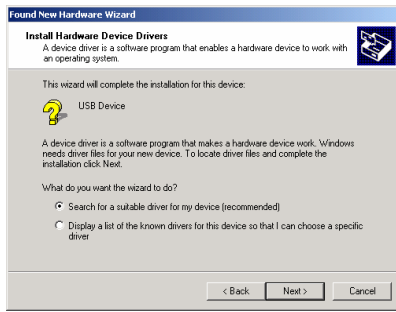 Found New Hardware Wizard
Install Hardware Device Drivers
A device driver is a software program that enables a hardware device to work with
an operating system.
This wizard will complete the installation for this device:
USB Device
A device driver is a software program that makes a hardware device work. Windows
needs driver files for your new device. To locate driver files and complete the
installation click Next.
What do you want the wizard to do?
Search for a suitable driver for my device (recommended)
Display a list of the known drivers for this device so that I can choose a specific
driver
< Back Next > Cancel